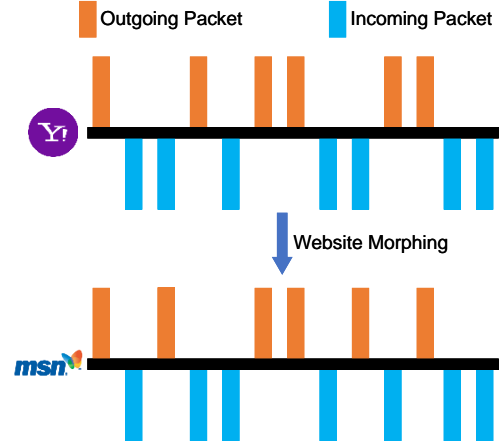 Outgoing Packet
Incoming Packet
Y!
Website Morphing
msn